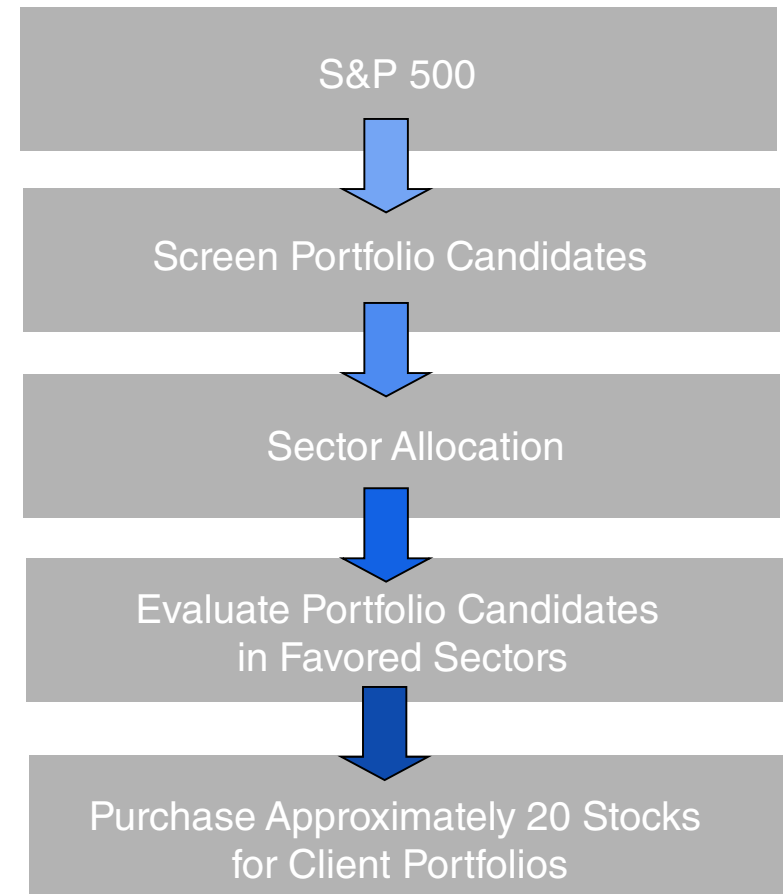 S&P 500
Screen Portfolio Candidates
Sector Allocation
Evaluate Portfolio Candidates
in Favored Sectors
Purchase Approximately 20 Stocks
for Client Portfolios